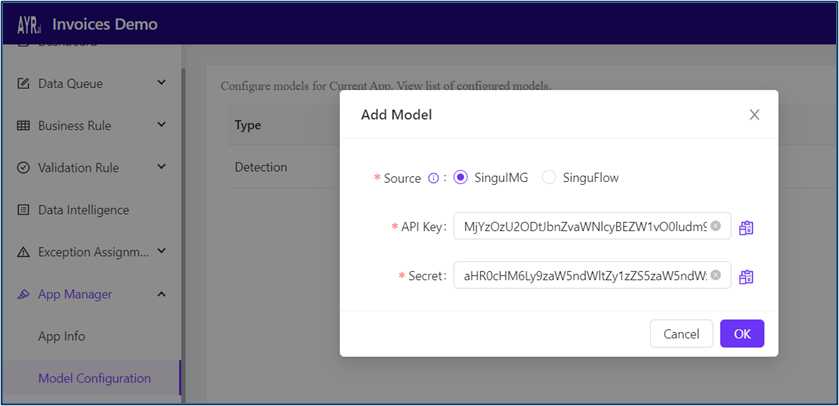 AYR.ai Invoices Demo
Dashboard
Data Queue
Business Rule
Validation Rule
Data Intelligence
Exception Assignm...
App Manager
App Info
Model Configuration
Configure models for Current App. View list of configured models.
Type
Detection
Add Model
* Source : SinguIMG SinguFlow
* API Key:
* Secret:
Cancel OK